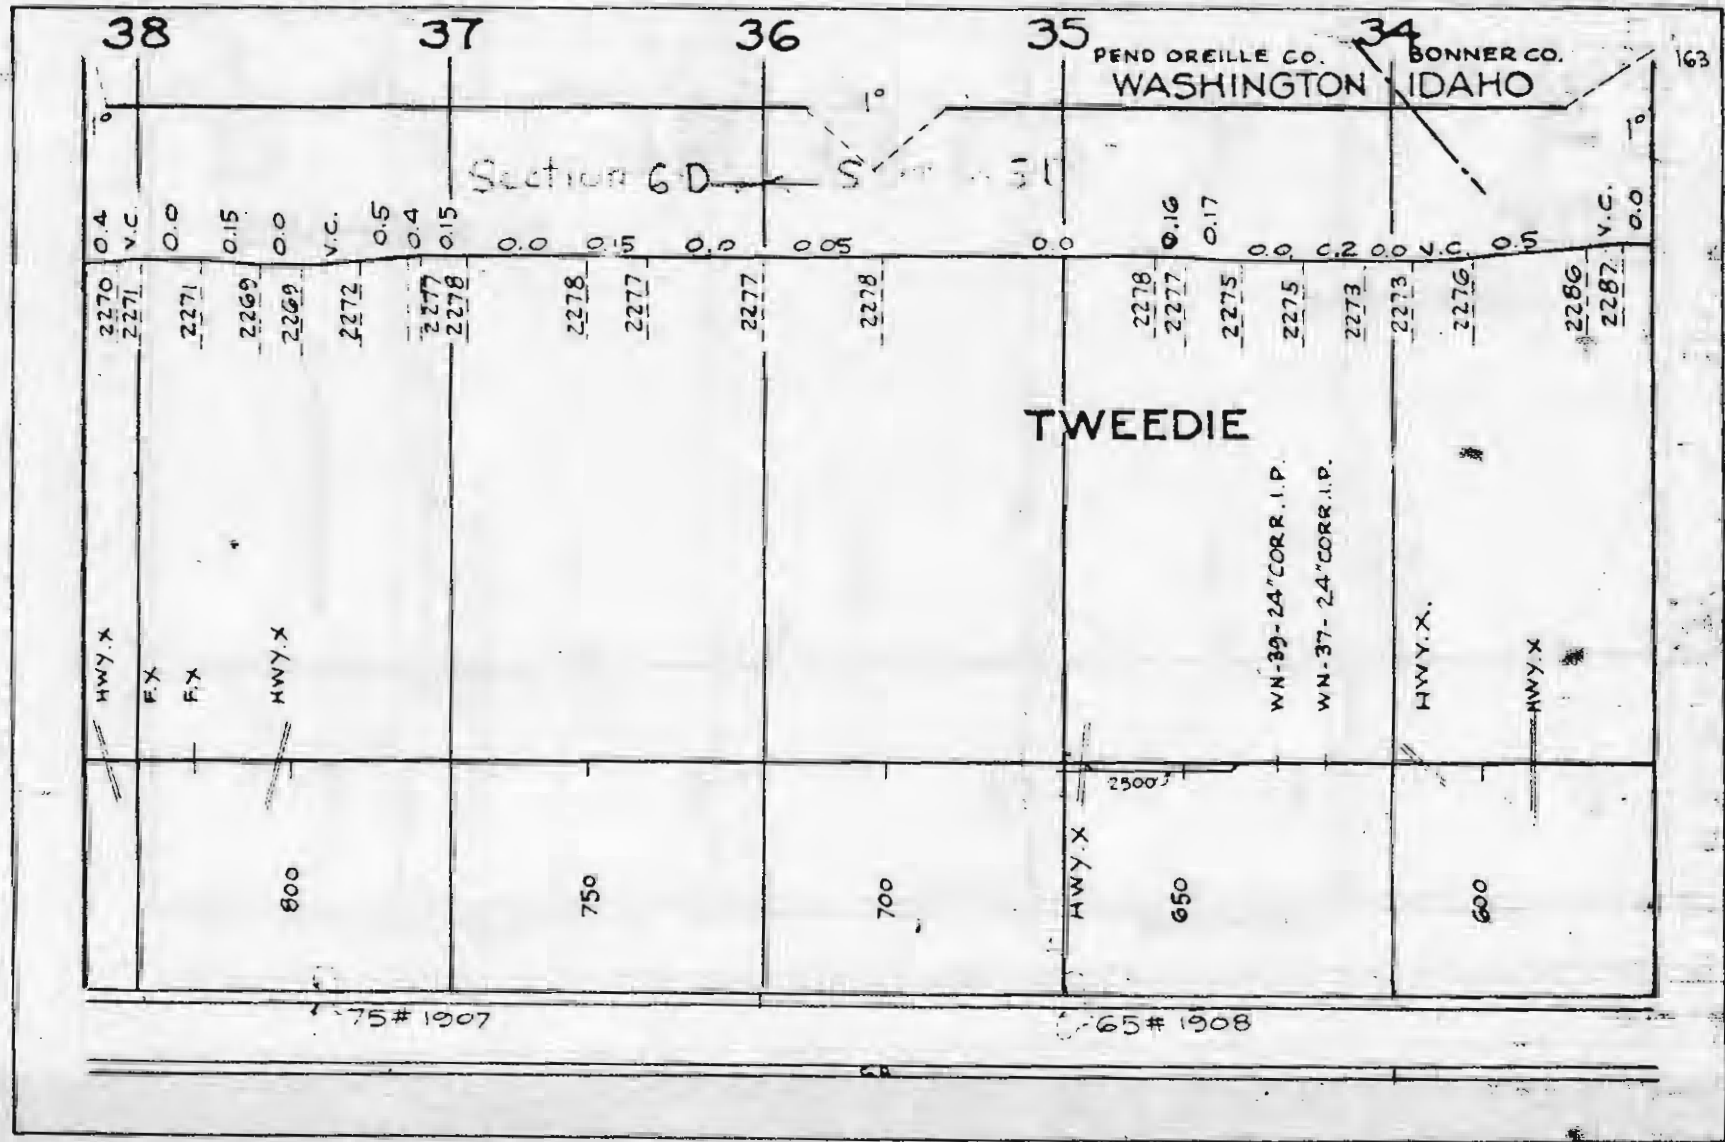 38 37 36 35 34
PEND OREILLE CO. BONNER CO.
WASHINGTON IDAHO
163
1° 1°
Section 6D
0.4 V.C. 0.0 0.15 0.0 V.C. 0.5 0.4 0.15 0.0 0.15 0.0 0.05 0.0 0.16 0.17 0.0 0.2 0.0 V.C. 0.5 V.C. 0.0
2270 2271 2271 2269 2269 2272 2277 2278 2278 2277 2277 2278 2278 2277 2275 2275 2273 2273 2276 2286 2287
TWEEDIE
HWY.X F.X F.X HWY.X WN-39-24"CORR.I.P. WN-37-24"CORR.I.P. HWY.X. HWY.X
2300'
HWY.X
800 750 700 650 600
75# 1907 65# 1908